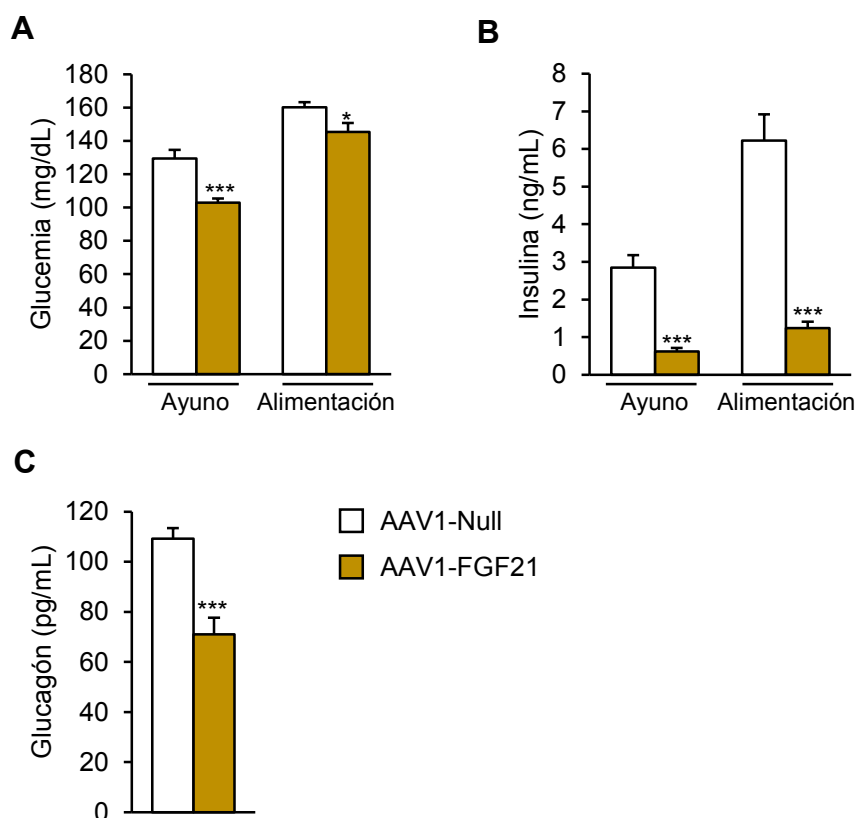 A
Glucemia (mg/dL)
180
160
140
120
100
80
60
40
20
0
***
*
Ayuno
Alimentación
B
Insulina (ng/mL)
8
7
6
5
4
3
2
1
0
***
***
Ayuno
Alimentación
C
Glucagón (pg/mL)
120
100
80
60
40
20
0
***
AAV1-Null
AAV1-FGF21